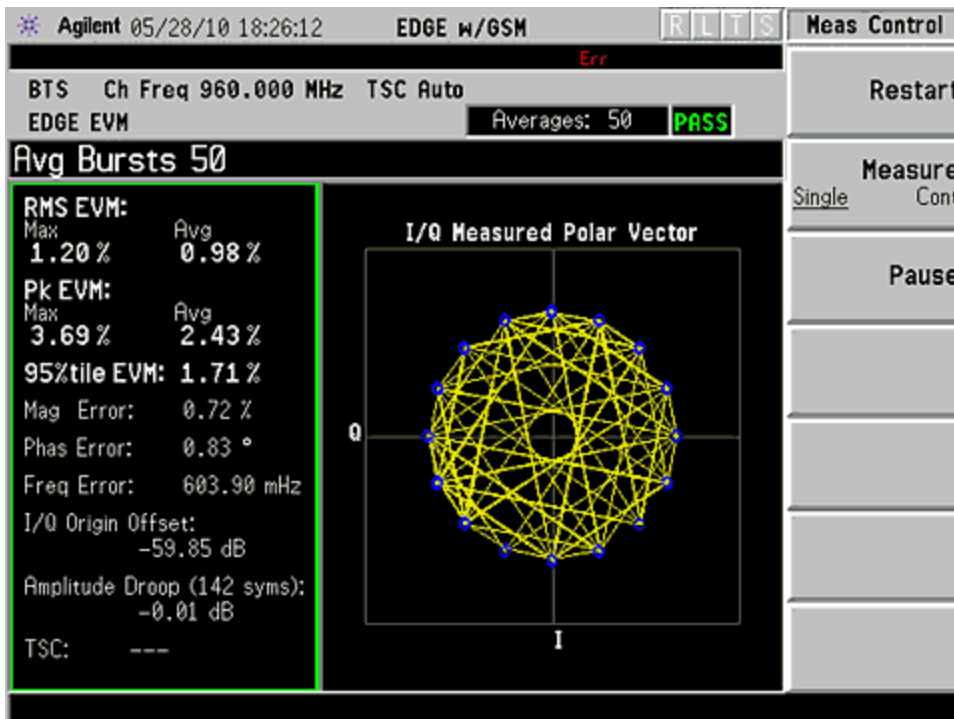 Agilent 05/28/10 18:26:12 EDGE w/GSM R L T S Meas Control
Err
BTS Ch Freq 960.000 MHz TSC Auto
EDGE EVM Averages: 50 PASS
Avg Bursts 50
RMS EVM:
Max Avg
1.20 % 0.98 %
Pk EVM:
Max Avg
3.69 % 2.43 %
95%tile EVM: 1.71 %
Mag Error: 0.72 %
Phas Error: 0.83 °
Freq Error: 603.90 mHz
I/Q Origin Offset:
-59.85 dB
Amplitude Droop (142 syms):
-0.01 dB
TSC: ---
I/Q Measured Polar Vector
Q
I
Restart
Measure
Single Cont
Pause